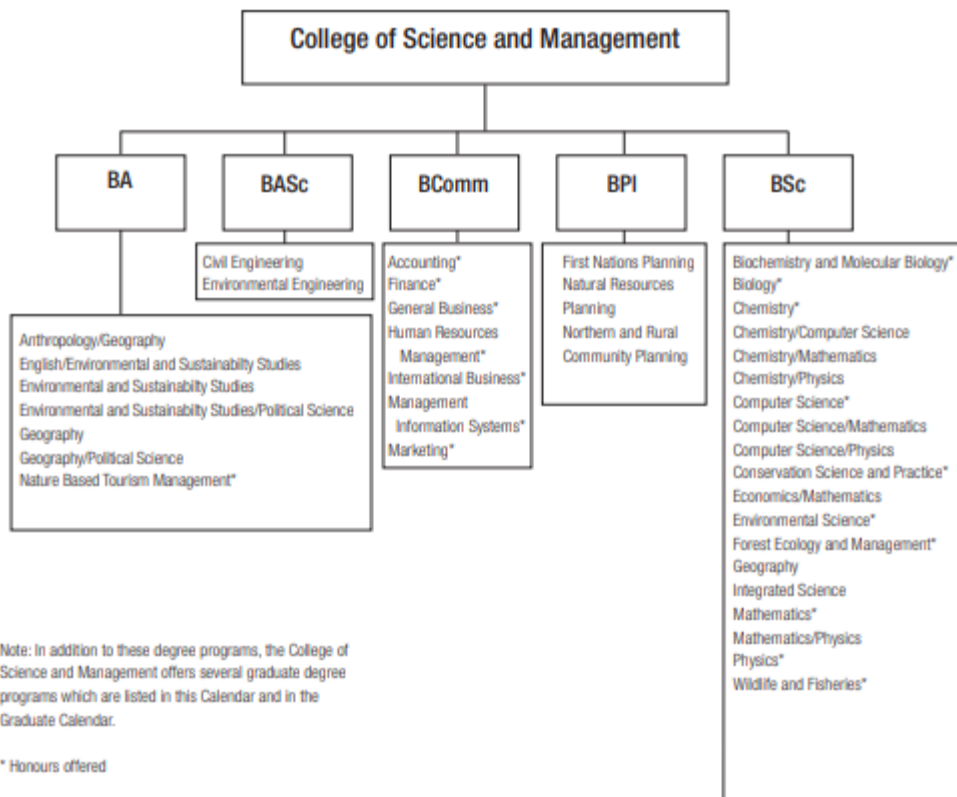 College of Science and Management
BA
BASc
BComm
BPI
BSc
Anthropology/Geography
English/Environmental and Sustainabilty Studies
Environmental and Sustainabilty Studies
Environmental and Sustainabilty Studies/Political Science
Geography
Geography/Political Science
Nature Based Tourism Management*
Civil Engineering
Environmental Engineering
Accounting*
Finance*
General Business*
Human Resources
Management*
International Business*
Management
Information Systems*
Marketing*
First Nations Planning
Natural Resources
Planning
Northern and Rural
Community Planning
Biochemistry and Molecular Biology*
Biology*
Chemistry*
Chemistry/Computer Science
Chemistry/Mathematics
Chemistry/Physics
Computer Science*
Computer Science/Mathematics
Computer Science/Physics
Conservation Science and Practice*
Economics/Mathematics
Environmental Science*
Forest Ecology and Management*
Geography
Integrated Science
Mathematics*
Mathematics/Physics
Physics*
Wildlife and Fisheries*
Note: In addition to these degree programs, the College of
Science and Management offers several graduate degree
programs which are listed in this Calendar and in the
Graduate Calendar.
* Honours offered